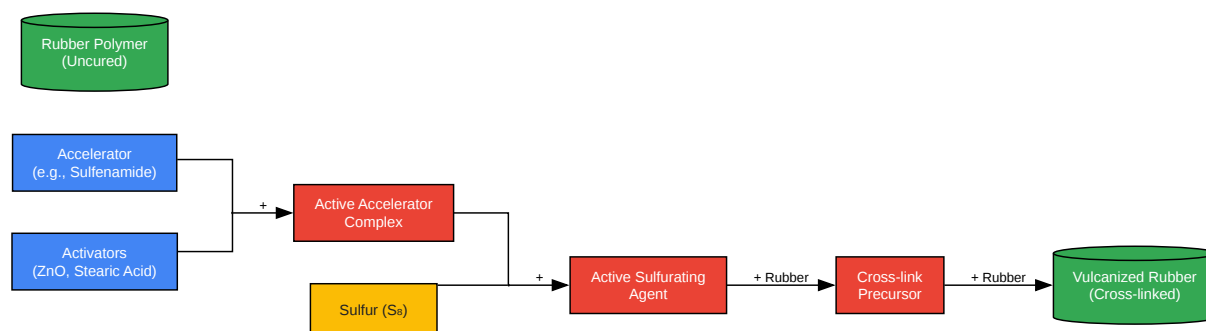 Rubber Polymer
(Uncured)
Accelerator
(e.g., Sulfenamide)
Activators
(ZnO, Stearic Acid)
+
Active Accelerator
Complex
Sulfur (S₈)
+
Active Sulfurating
Agent
+ Rubber
Cross-link
Precursor
+ Rubber
Vulcanized Rubber
(Cross-linked)